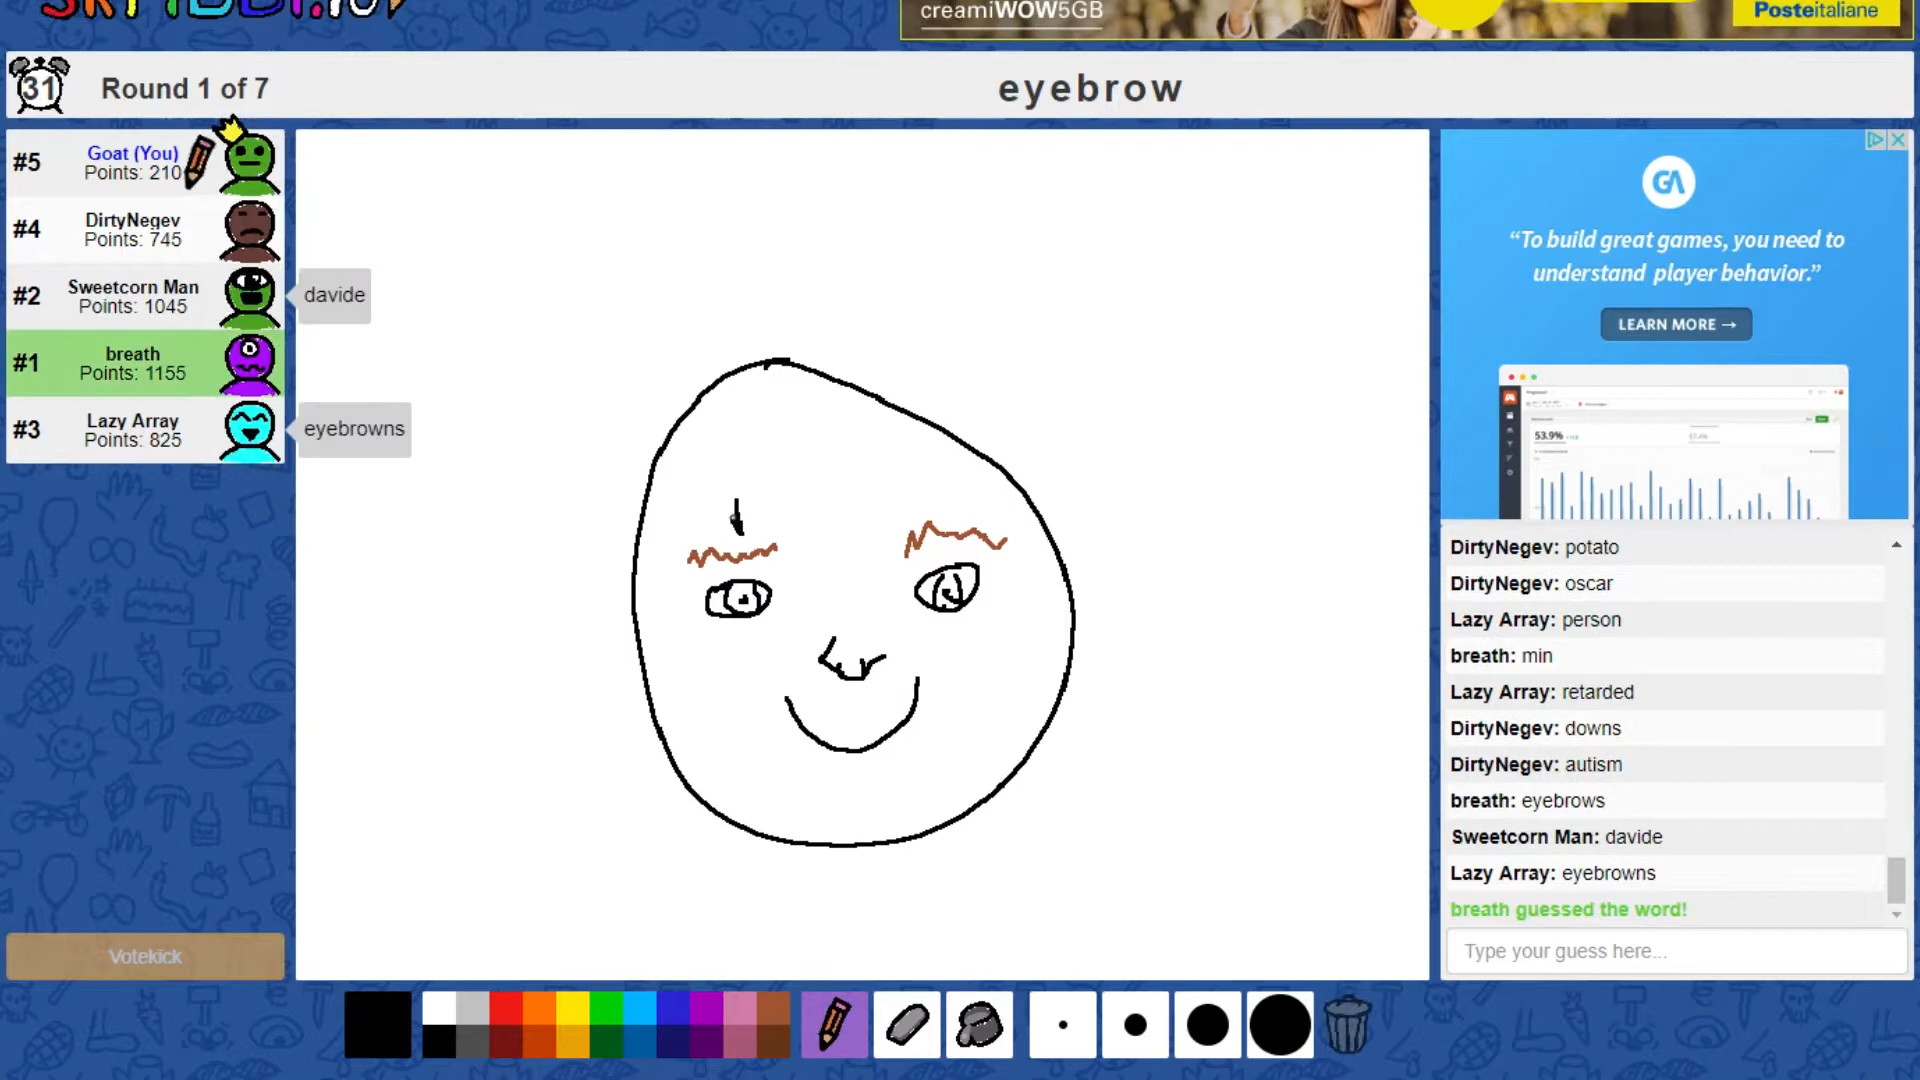 skribbl.io
creamiWOW5GB
Posteitaliane
31
Round 1 of 7
eyebrow
#5
Goat (You)
Points: 210
#4
DirtyNegev
Points: 745
#2
Sweetcorn Man
Points: 1045
davide
#1
breath
Points: 1155
#3
Lazy Array
Points: 825
eyebrowns
Votekick
GA
“To build great games, you need to
understand player behavior.”
LEARN MORE →
53.9%
DirtyNegev: potato
DirtyNegev: oscar
Lazy Array: person
breath: min
Lazy Array: retarded
DirtyNegev: downs
DirtyNegev: autism
breath: eyebrows
Sweetcorn Man: davide
Lazy Array: eyebrowns
breath guessed the word!
Type your guess here...